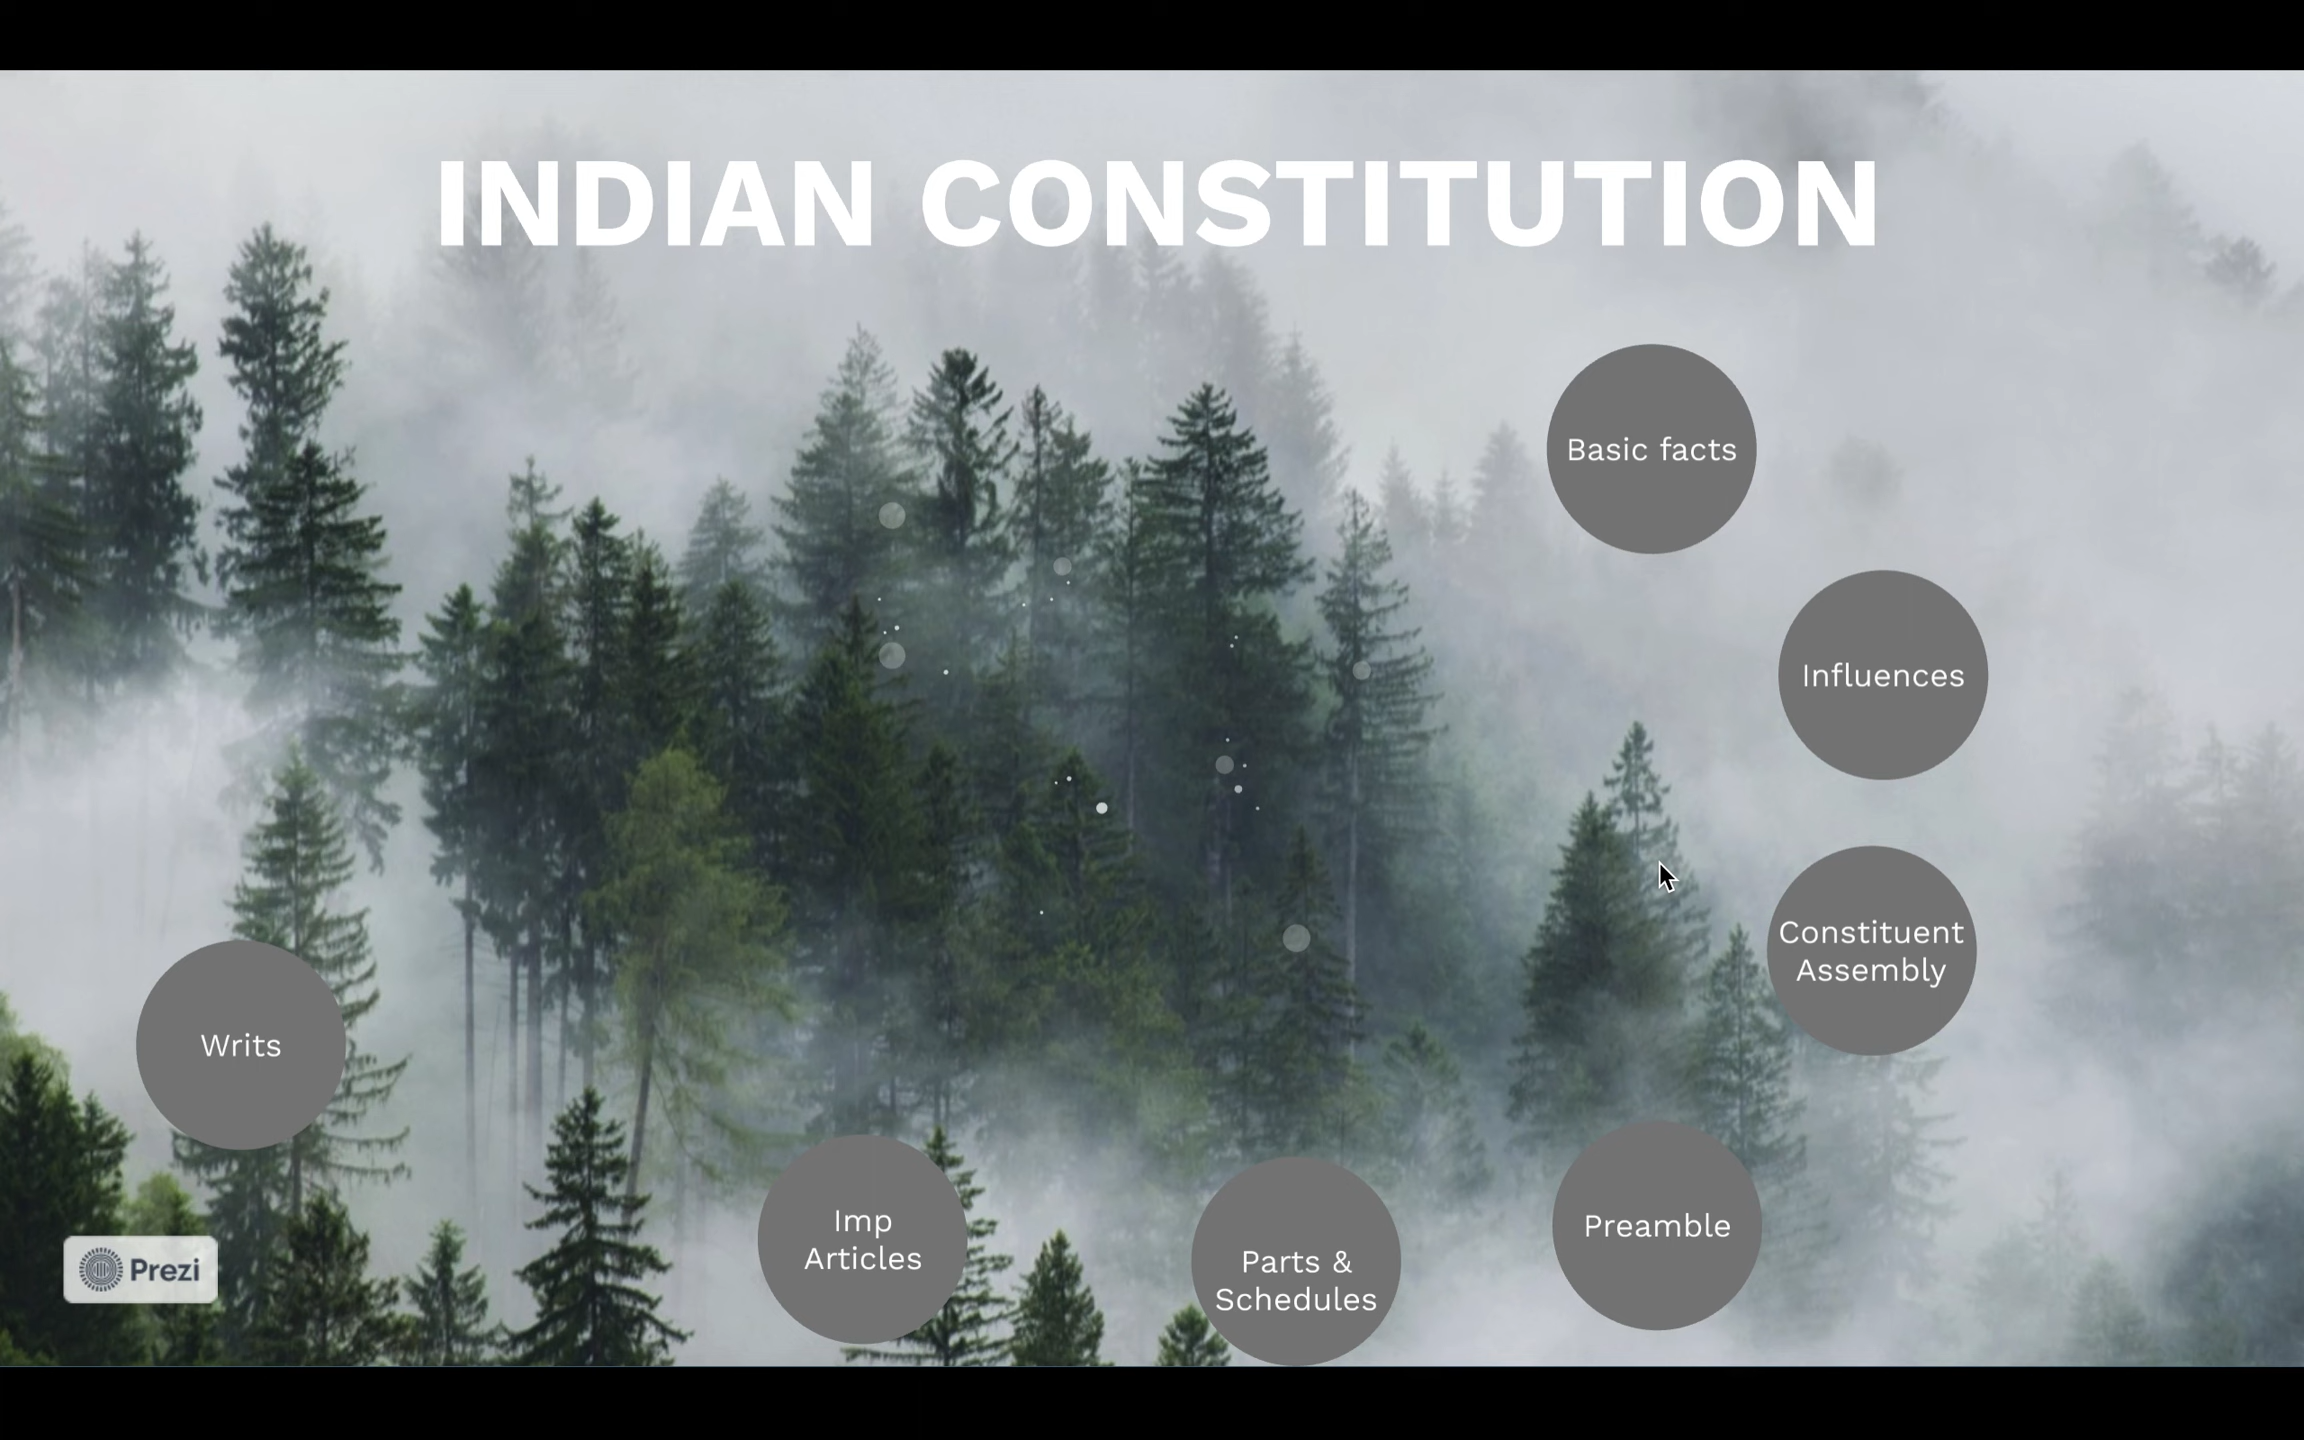 INDIAN CONSTITUTION
Basic facts
Influences
Constituent
Assembly
Writs
Imp
Articles
Parts &
Schedules
Preamble
Prezi